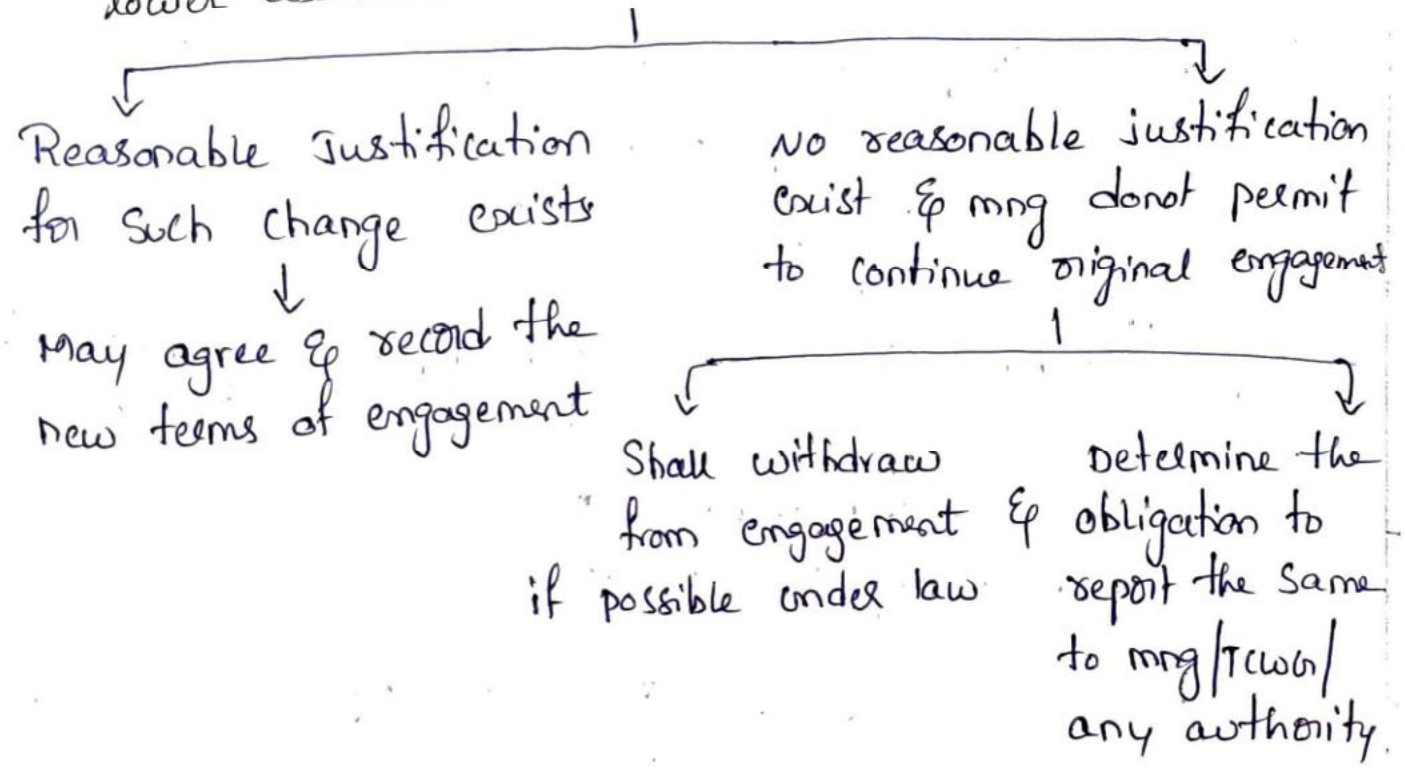 lower
Reasonable Justification
for such change exists
May agree & record the
new terms of engagement
No reasonable justification
exist & mng donot permit
to continue original engagement
Shall withdraw
from engagement &
if possible under law
Determine the
obligation to
report the same
to mng/TCWG/
any authority.